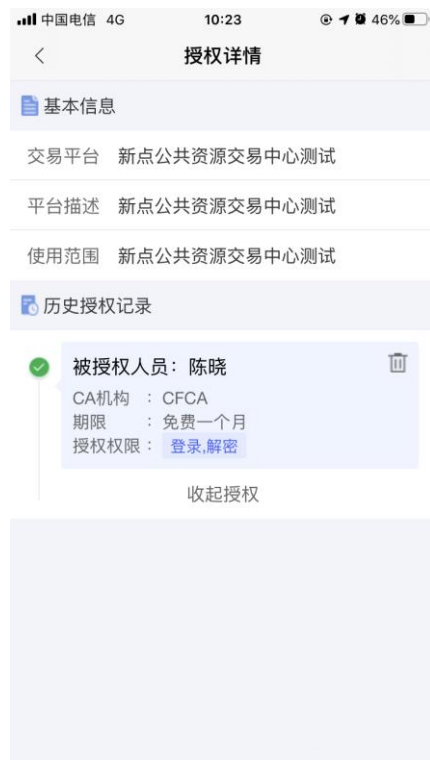 中国电信 4G 10:23 46%
授权详情
基本信息
交易平台 新点公共资源交易中心测试
平台描述 新点公共资源交易中心测试
使用范围 新点公共资源交易中心测试
历史授权记录
被授权人员：陈晓
CA机构 : CFCA
期限 : 免费一个月
授权权限： 登录,解密
收起授权